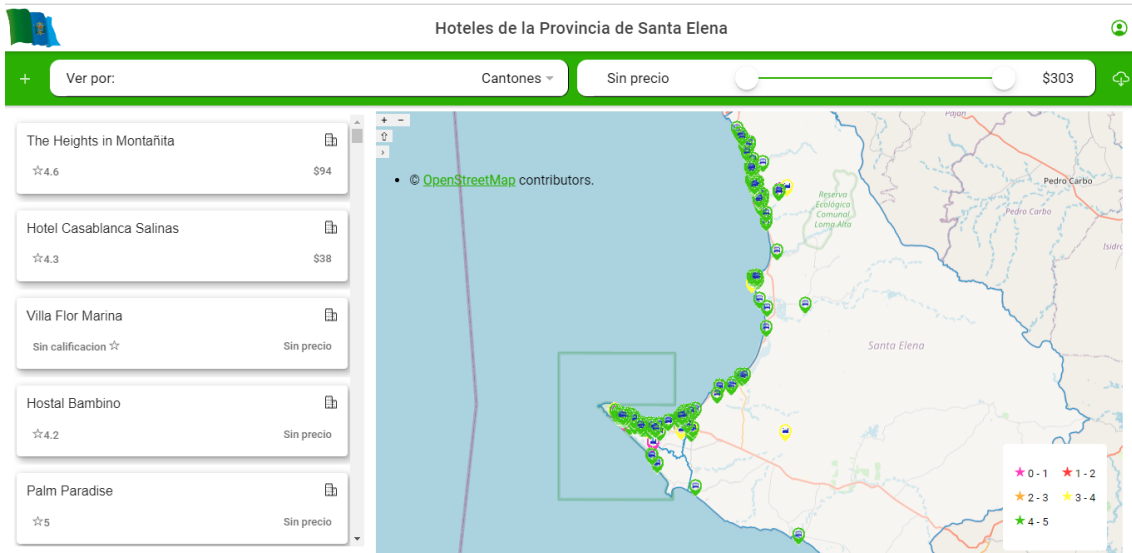 Hoteles de la Provincia de Santa Elena
+ Ver por: Cantones Sin precio $303
The Heights in Montañita
☆4.6 $94
Hotel Casablanca Salinas
☆4.3 $38
Villa Flor Marina
Sin calificacion ☆ Sin precio
Hostal Bambino
☆4.2 Sin precio
Palm Paradise
☆5 Sin precio
+ −
⇧
›
• © OpenStreetMap contributors.
Pajan
Pedro Carbo
Reserva
Ecológica
Comunal
Loma Alta
Pedro Carbo
Isidro
Santa Elena
★ 0 - 1 ★ 1 - 2
★ 2 - 3 ★ 3 - 4
★ 4 - 5